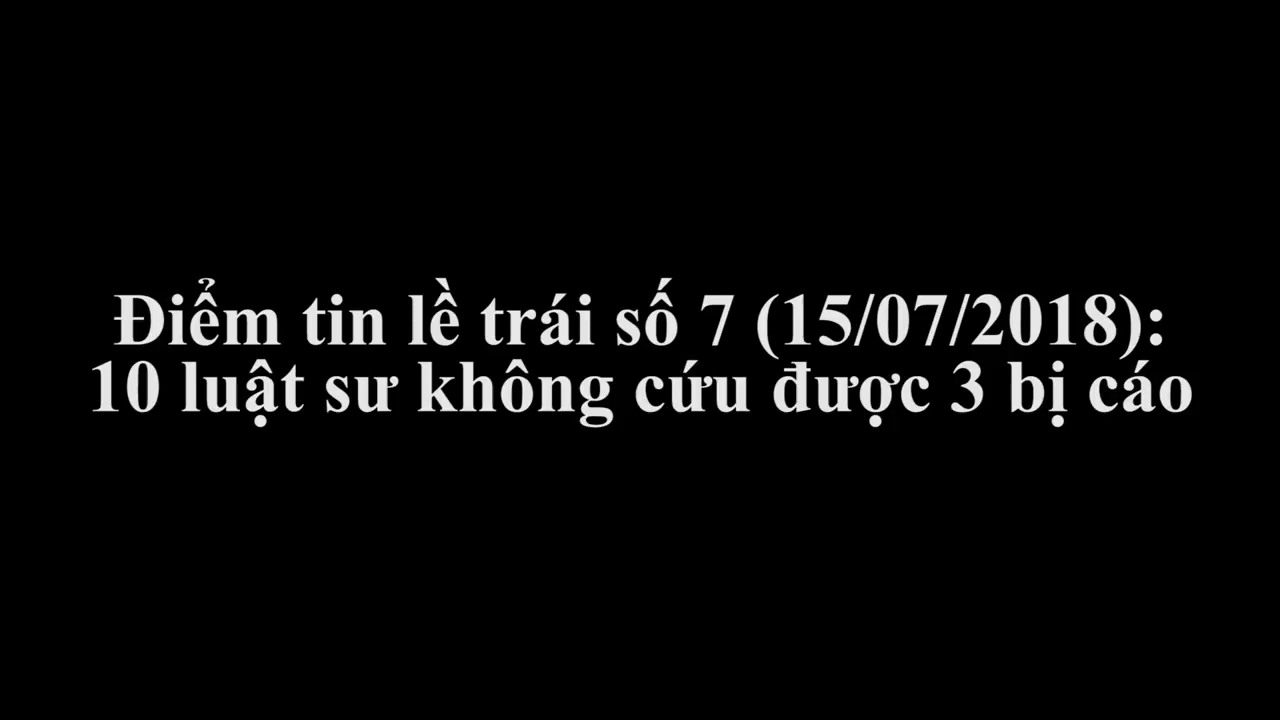 Điểm tin lề trái số 7 (15/07/2018):
10 luật sư không cứu được 3 bị cáo